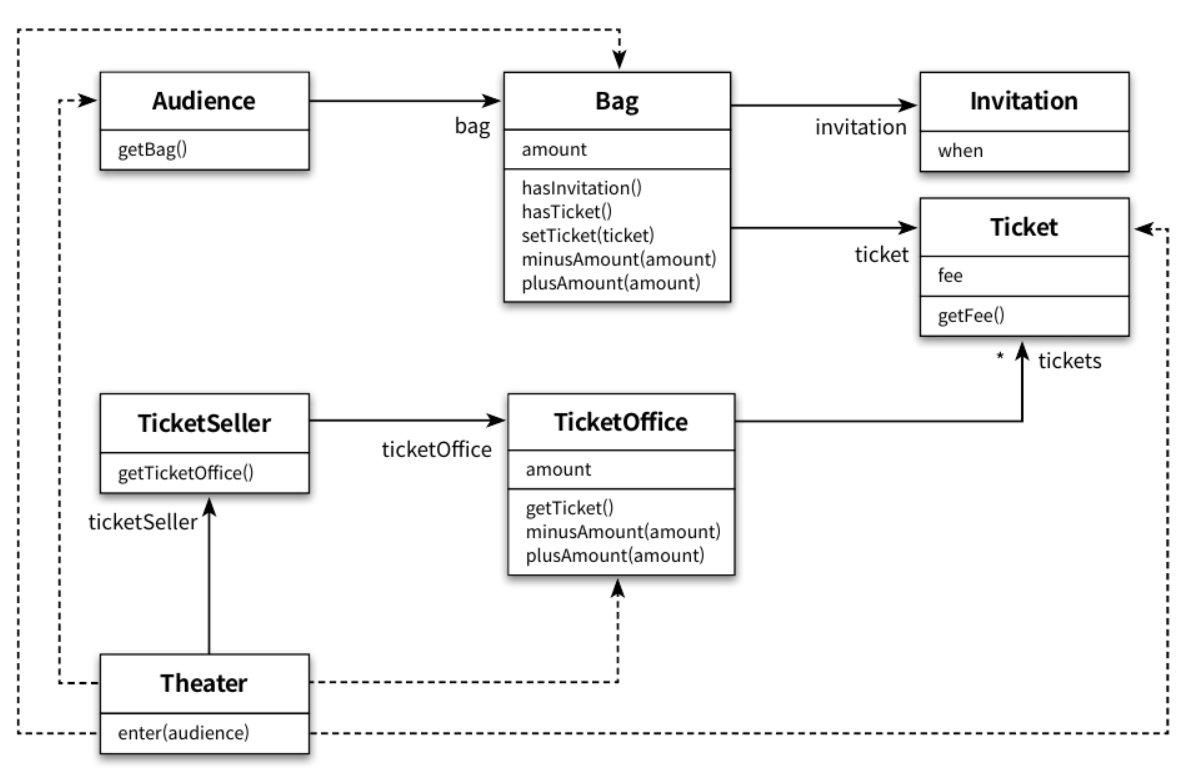 Audience
getBag()
bag
Bag
amount
hasInvitation()
hasTicket()
setTicket(ticket)
minusAmount(amount)
plusAmount(amount)
invitation
Invitation
when
ticket
Ticket
fee
getFee()
* tickets
TicketSeller
getTicketOffice()
ticketOffice
TicketOffice
amount
getTicket()
minusAmount(amount)
plusAmount(amount)
ticketSeller
Theater
enter(audience)